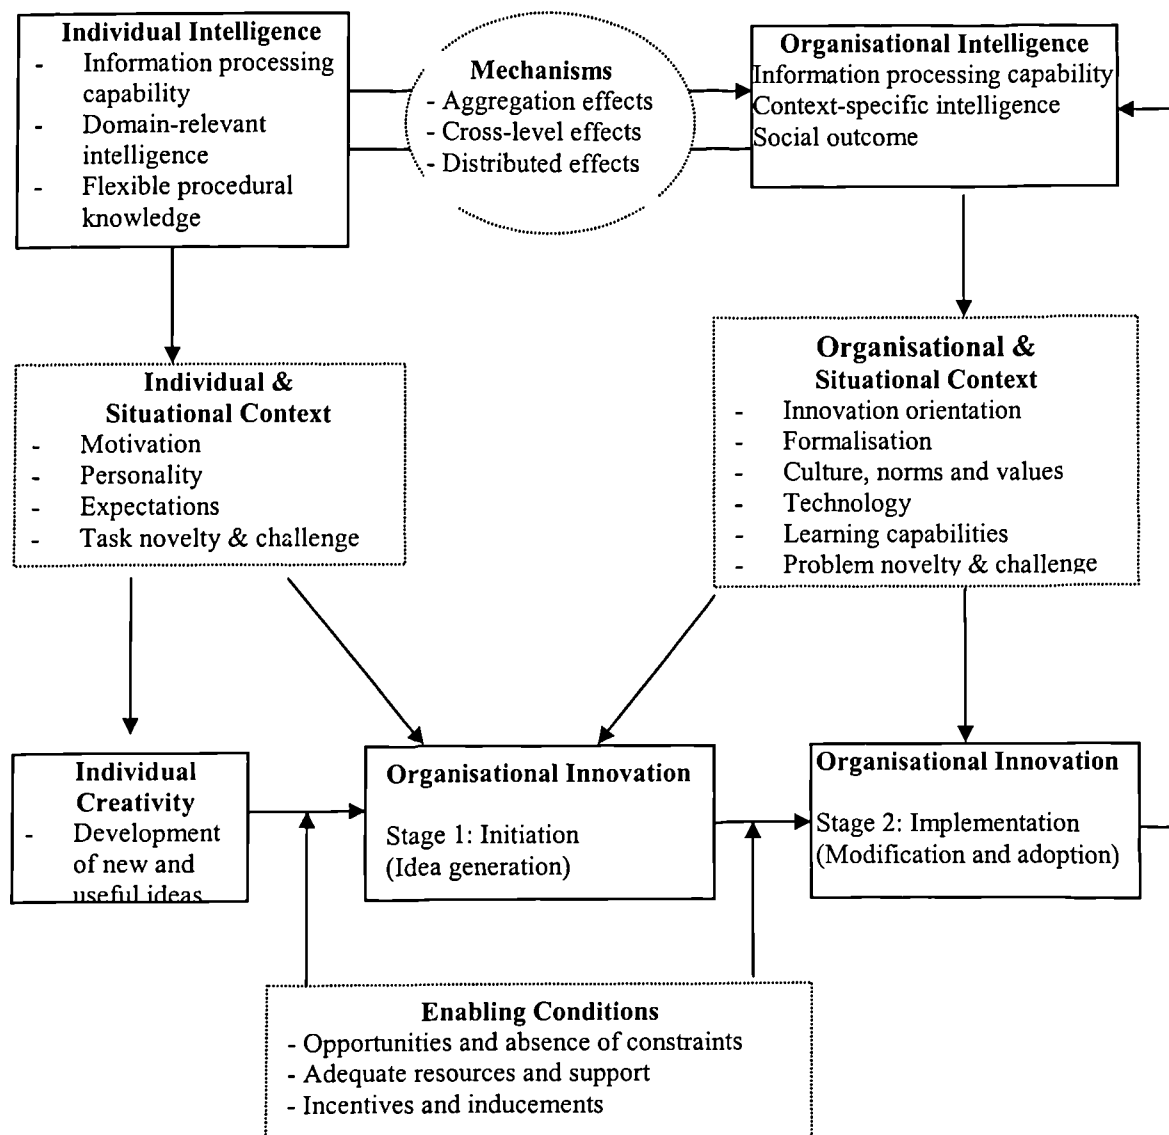 Individual Intelligence
- Information processing
capability
- Domain-relevant
intelligence
- Flexible procedural
knowledge
Mechanisms
- Aggregation effects
- Cross-level effects
- Distributed effects
Organisational Intelligence
Information processing capability
Context-specific intelligence
Social outcome
Individual &
Situational Context
- Motivation
- Personality
- Expectations
- Task novelty & challenge
Organisational &
Situational Context
- Innovation orientation
- Formalisation
- Culture, norms and values
- Technology
- Learning capabilities
- Problem novelty & challenge
Individual
Creativity
- Development
of new and
useful ideas
Organisational Innovation
Stage 1: Initiation
(Idea generation)
Organisational Innovation
Stage 2: Implementation
(Modification and adoption)
Enabling Conditions
- Opportunities and absence of constraints
- Adequate resources and support
- Incentives and inducements